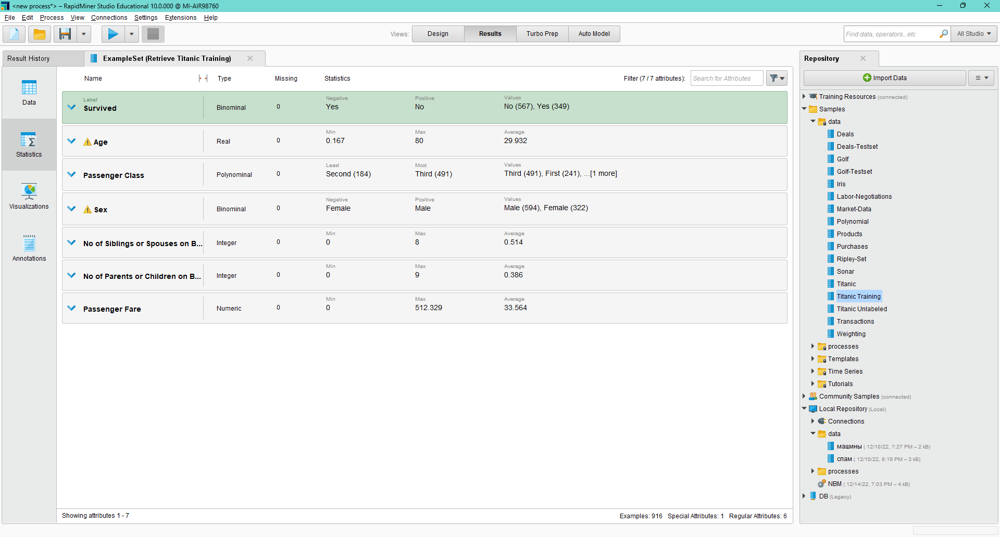 <new process*> – RapidMiner Studio Educational 10.0.000 @ MI-AIR98760
File Edit Process View Connections Settings Extensions Help
Views: Design Results Turbo Prep Auto Model
Find data, operators...etc All Studio
Result History
ExampleSet (Retrieve Titanic Training)
Data
Statistics
Visualizations
Annotations
Name Type Missing Statistics Filter (7 / 7 attributes): Search for Attributes
Label Negative Positive Values
Survived Binominal 0 Yes No No (567), Yes (349)
Min Max Average
Age Real 0 0.167 80 29.932
Least Most Values
Passenger Class Polynominal 0 Second (184) Third (491) Third (491), First (241), ...[1 more]
Negative Positive Values
Sex Binominal 0 Female Male Male (594), Female (322)
Min Max Average
No of Siblings or Spouses on B... Integer 0 0 8 0.514
Min Max Average
No of Parents or Children on B... Integer 0 0 9 0.386
Min Max Average
Passenger Fare Numeric 0 0 512.329 33.564
Showing attributes 1 - 7
Examples: 916 Special Attributes: 1 Regular Attributes: 6
Repository
Import Data
Training Resources (connected)
Samples
data
Deals
Deals-Testset
Golf
Golf-Testset
Iris
Labor-Negotiations
Market-Data
Polynomial
Products
Purchases
Ripley-Set
Sonar
Titanic
Titanic Training
Titanic Unlabeled
Transactions
Weighting
processes
Templates
Time Series
Tutorials
Community Samples (connected)
Local Repository (Local)
Connections
data
машины ( 12/10/22, 7:27 PM – 2 kB)
спам ( 12/10/22, 8:19 PM – 3 kB)
processes
NBM ( 12/14/22, 7:03 PM – 4 kB)
DB (Legacy)